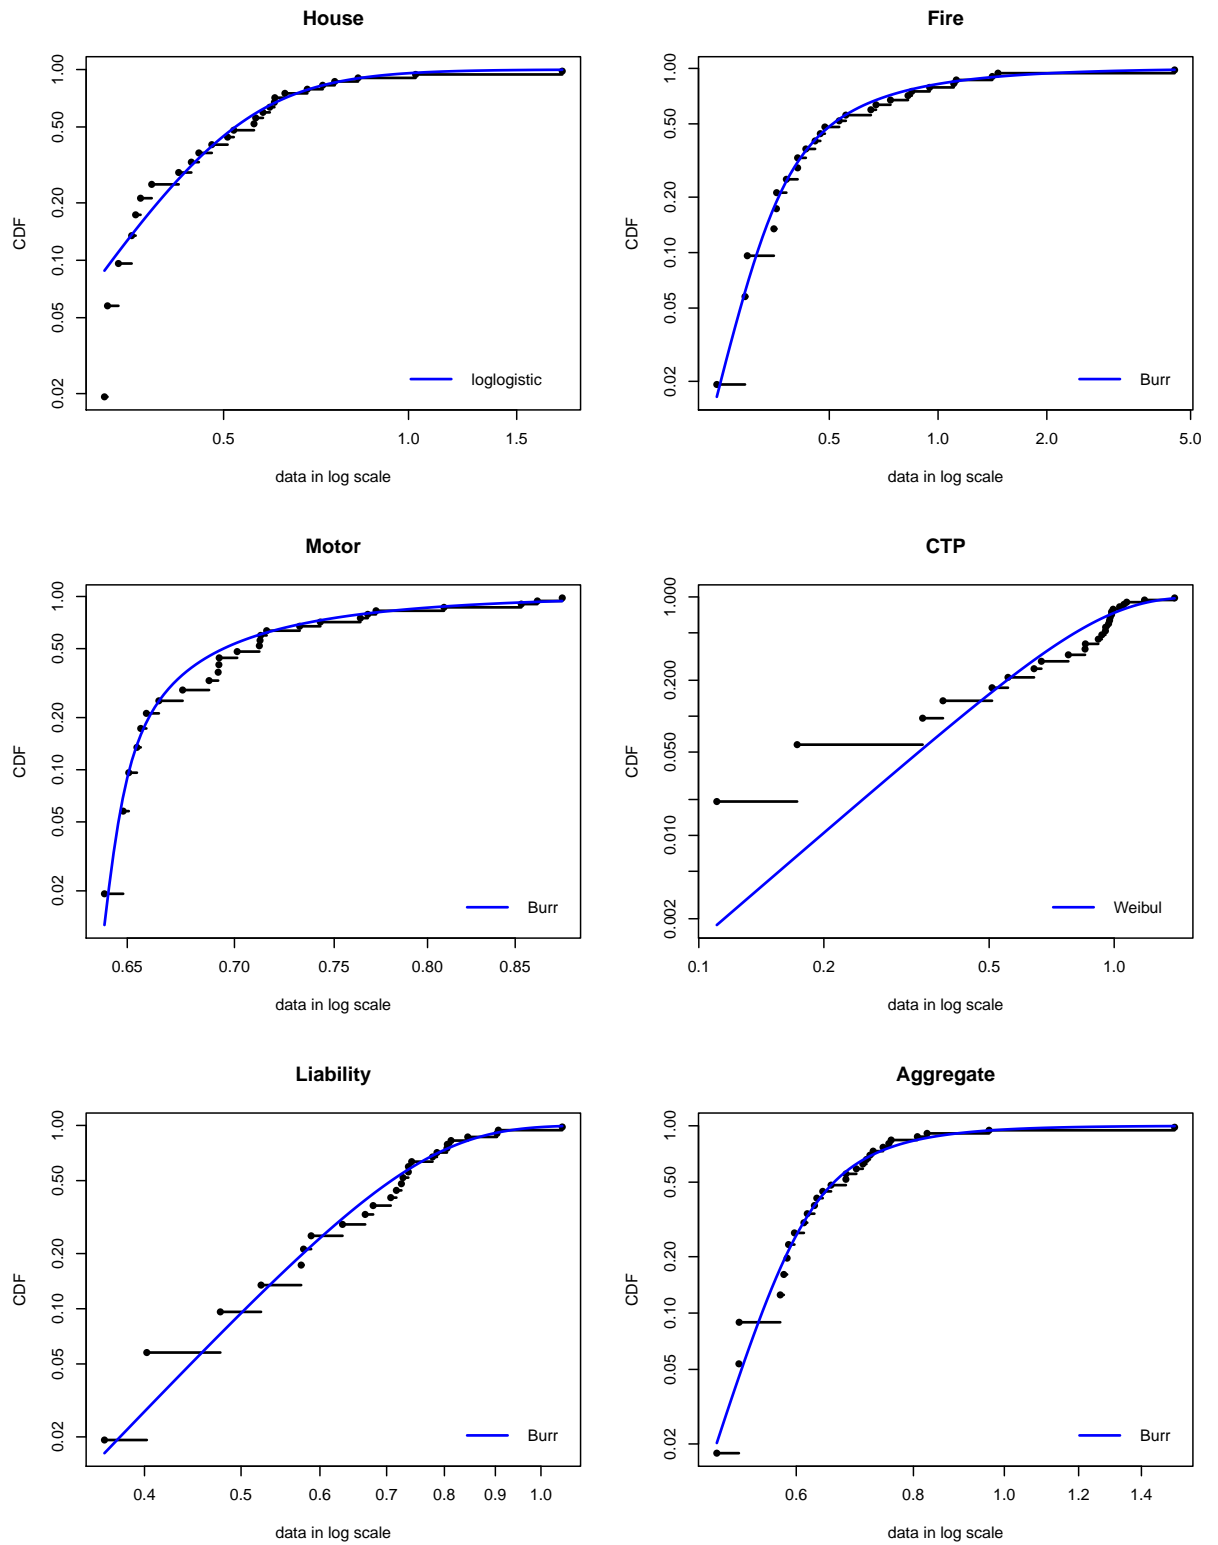 House
CDF
1.00
0.50
0.20
0.10
0.05
0.02
loglogistic
0.5 1.0 1.5
data in log scale
Fire
CDF
1.00
0.50
0.20
0.10
0.05
0.02
Burr
0.5 1.0 2.0 5.0
data in log scale
Motor
CDF
1.00
0.50
0.20
0.10
0.05
0.02
Burr
0.65 0.70 0.75 0.80 0.85
data in log scale
CTP
CDF
1.000
0.200
0.050
0.010
0.002
Weibul
0.1 0.2 0.5 1.0
data in log scale
Liability
CDF
1.00
0.50
0.20
0.10
0.05
0.02
Burr
0.4 0.5 0.6 0.7 0.8 0.9 1.0
data in log scale
Aggregate
CDF
1.00
0.50
0.20
0.10
0.05
0.02
Burr
0.6 0.8 1.0 1.2 1.4
data in log scale